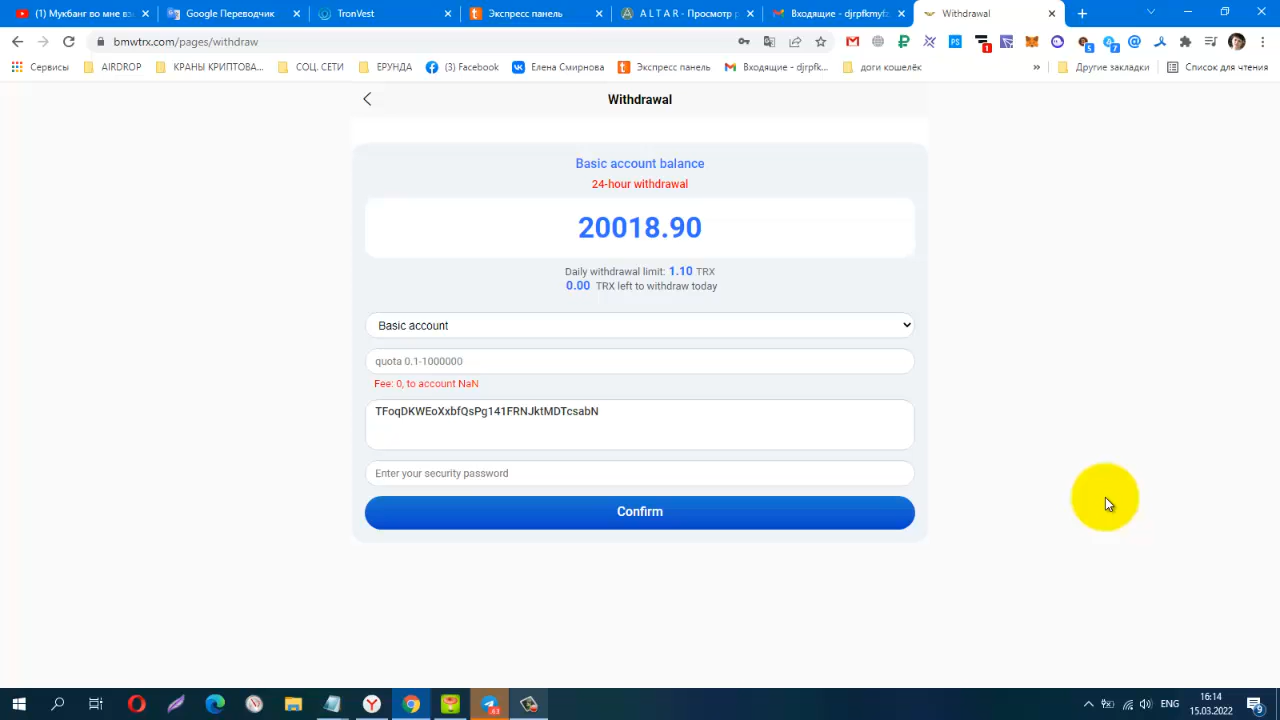 (1) Мукбанг во мне вз
Google Переводчик
TronVest
Экспресс панель
A L T A R - Просмотр р
Входящие - djrpfkmyfz
Withdrawal
bmwtrx.com/pages/withdraw
Сервисы
AIRDROP
КРАНЫ КРИПТОВА...
СОЦ. СЕТИ
ЕРУНДА
(3) Facebook
Елена Смирнова
Экспресс панель
Входящие - djrpfk...
доги кошелёк
»
Другие закладки
Список для чтения
Withdrawal
Basic account balance
24-hour withdrawal
20018.90
Daily withdrawal limit: 1.10 TRX
0.00 TRX left to withdraw today
Basic account
quota 0.1-1000000
Fee: 0, to account NaN
TFoqDKWEoXxbfQsPg141FRNJktMDTcsabN
Enter your security password
Confirm
ENG
16:14
15.03.2022